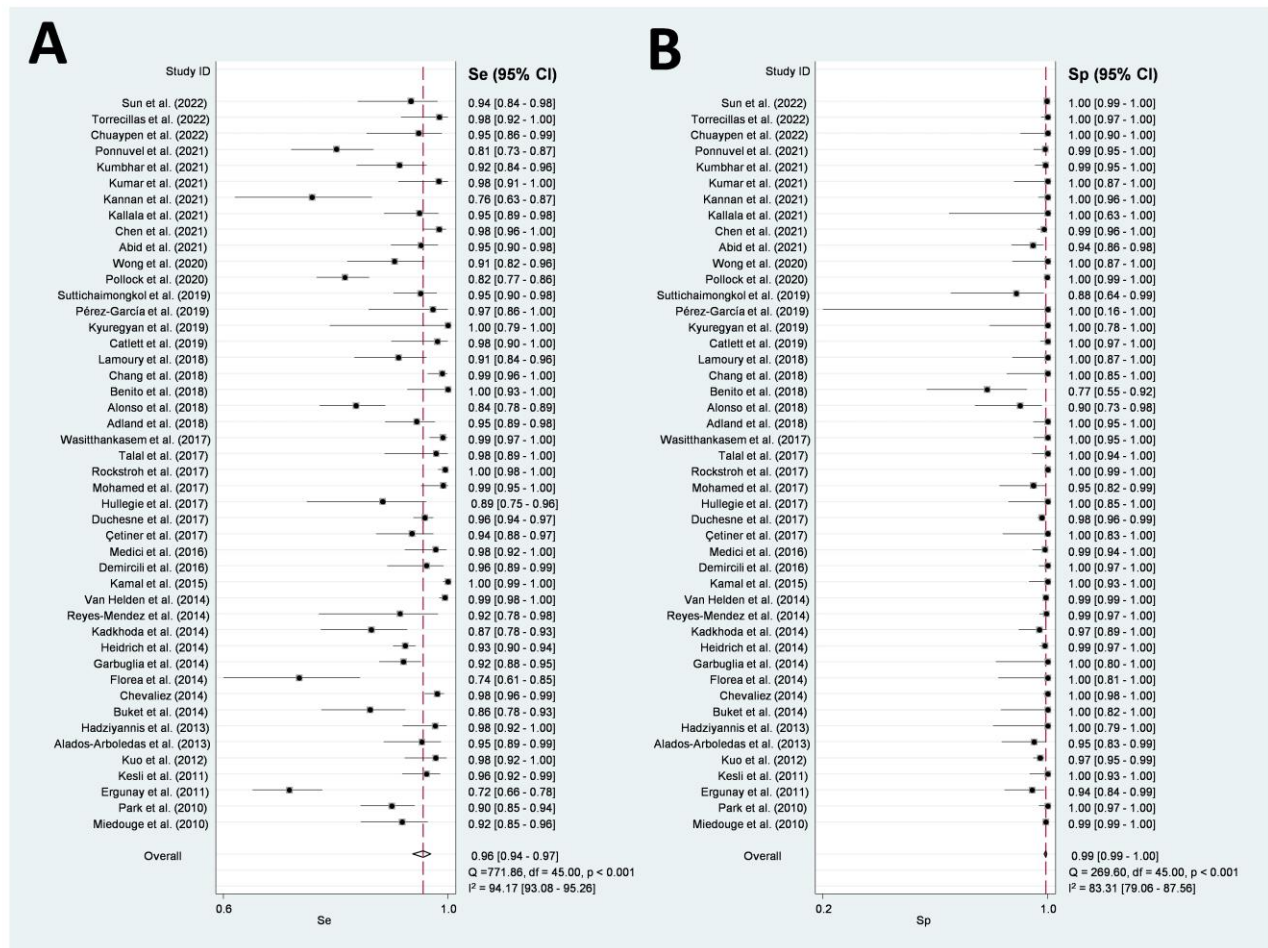 A
Study ID Se (95% CI)
Sun et al. (2022) 0.94 [0.84 - 0.98]
Torrecillas et al. (2022) 0.98 [0.92 - 1.00]
Chuaypen et al. (2022) 0.95 [0.86 - 0.99]
Ponnuvel et al. (2021) 0.81 [0.73 - 0.87]
Kumbhar et al. (2021) 0.92 [0.84 - 0.96]
Kumar et al. (2021) 0.98 [0.91 - 1.00]
Kannan et al. (2021) 0.76 [0.63 - 0.87]
Kallala et al. (2021) 0.95 [0.89 - 0.98]
Chen et al. (2021) 0.98 [0.96 - 1.00]
Abid et al. (2021) 0.95 [0.90 - 0.98]
Wong et al. (2020) 0.91 [0.82 - 0.96]
Pollock et al. (2020) 0.82 [0.77 - 0.86]
Suttichaimongkol et al. (2019) 0.95 [0.90 - 0.98]
Pérez-García et al. (2019) 0.97 [0.86 - 1.00]
Kyuregyan et al. (2019) 1.00 [0.79 - 1.00]
Catlett et al. (2019) 0.98 [0.90 - 1.00]
Lamoury et al. (2018) 0.91 [0.84 - 0.96]
Chang et al. (2018) 0.99 [0.96 - 1.00]
Benito et al. (2018) 1.00 [0.93 - 1.00]
Alonso et al. (2018) 0.84 [0.78 - 0.89]
Adland et al. (2018) 0.95 [0.89 - 0.98]
Wasitthankasem et al. (2017) 0.99 [0.97 - 1.00]
Talal et al. (2017) 0.98 [0.89 - 1.00]
Rockstroh et al. (2017) 1.00 [0.98 - 1.00]
Mohamed et al. (2017) 0.99 [0.95 - 1.00]
Hullegie et al. (2017) 0.89 [0.75 - 0.96]
Duchesne et al. (2017) 0.96 [0.94 - 0.97]
Çetiner et al. (2017) 0.94 [0.88 - 0.97]
Medici et al. (2016) 0.98 [0.92 - 1.00]
Demircili et al. (2016) 0.96 [0.89 - 0.99]
Kamal et al. (2015) 1.00 [0.99 - 1.00]
Van Helden et al. (2014) 0.99 [0.98 - 1.00]
Reyes-Mendez et al. (2014) 0.92 [0.78 - 0.98]
Kadkhoda et al. (2014) 0.87 [0.78 - 0.93]
Heidrich et al. (2014) 0.93 [0.90 - 0.94]
Garbuglia et al. (2014) 0.92 [0.88 - 0.95]
Florea et al. (2014) 0.74 [0.61 - 0.85]
Chevaliez (2014) 0.98 [0.96 - 0.99]
Buket et al. (2014) 0.86 [0.78 - 0.93]
Hadziyannis et al. (2013) 0.98 [0.92 - 1.00]
Alados-Arboledas et al. (2013) 0.95 [0.89 - 0.99]
Kuo et al. (2012) 0.98 [0.92 - 1.00]
Kesli et al. (2011) 0.96 [0.92 - 0.99]
Ergunay et al. (2011) 0.72 [0.66 - 0.78]
Park et al. (2010) 0.90 [0.85 - 0.94]
Miedouge et al. (2010) 0.92 [0.85 - 0.96]
Overall 0.96 [0.94 - 0.97]
Q =771.86, df = 45.00, p < 0.001
I² = 94.17 [93.08 - 95.26]
0.6 1.0
Se
B
Study ID Sp (95% CI)
Sun et al. (2022) 1.00 [0.99 - 1.00]
Torrecillas et al. (2022) 1.00 [0.97 - 1.00]
Chuaypen et al. (2022) 1.00 [0.90 - 1.00]
Ponnuvel et al. (2021) 0.99 [0.95 - 1.00]
Kumbhar et al. (2021) 0.99 [0.95 - 1.00]
Kumar et al. (2021) 1.00 [0.87 - 1.00]
Kannan et al. (2021) 1.00 [0.96 - 1.00]
Kallala et al. (2021) 1.00 [0.63 - 1.00]
Chen et al. (2021) 0.99 [0.96 - 1.00]
Abid et al. (2021) 0.94 [0.86 - 0.98]
Wong et al. (2020) 1.00 [0.87 - 1.00]
Pollock et al. (2020) 1.00 [0.99 - 1.00]
Suttichaimongkol et al. (2019) 0.88 [0.64 - 0.99]
Pérez-García et al. (2019) 1.00 [0.16 - 1.00]
Kyuregyan et al. (2019) 1.00 [0.78 - 1.00]
Catlett et al. (2019) 1.00 [0.97 - 1.00]
Lamoury et al. (2018) 1.00 [0.87 - 1.00]
Chang et al. (2018) 1.00 [0.85 - 1.00]
Benito et al. (2018) 0.77 [0.55 - 0.92]
Alonso et al. (2018) 0.90 [0.73 - 0.98]
Adland et al. (2018) 1.00 [0.95 - 1.00]
Wasitthankasem et al. (2017) 1.00 [0.95 - 1.00]
Talal et al. (2017) 1.00 [0.94 - 1.00]
Rockstroh et al. (2017) 1.00 [0.99 - 1.00]
Mohamed et al. (2017) 0.95 [0.82 - 0.99]
Hullegie et al. (2017) 1.00 [0.85 - 1.00]
Duchesne et al. (2017) 0.98 [0.96 - 0.99]
Çetiner et al. (2017) 1.00 [0.83 - 1.00]
Medici et al. (2016) 0.99 [0.94 - 1.00]
Demircili et al. (2016) 1.00 [0.97 - 1.00]
Kamal et al. (2015) 1.00 [0.93 - 1.00]
Van Helden et al. (2014) 0.99 [0.99 - 1.00]
Reyes-Mendez et al. (2014) 0.99 [0.97 - 1.00]
Kadkhoda et al. (2014) 0.97 [0.89 - 1.00]
Heidrich et al. (2014) 0.99 [0.97 - 1.00]
Garbuglia et al. (2014) 1.00 [0.80 - 1.00]
Florea et al. (2014) 1.00 [0.81 - 1.00]
Chevaliez (2014) 1.00 [0.98 - 1.00]
Buket et al. (2014) 1.00 [0.82 - 1.00]
Hadziyannis et al. (2013) 1.00 [0.79 - 1.00]
Alados-Arboledas et al. (2013) 0.95 [0.83 - 0.99]
Kuo et al. (2012) 0.97 [0.95 - 0.99]
Kesli et al. (2011) 1.00 [0.93 - 1.00]
Ergunay et al. (2011) 0.94 [0.84 - 0.99]
Park et al. (2010) 1.00 [0.97 - 1.00]
Miedouge et al. (2010) 0.99 [0.99 - 1.00]
Overall 0.99 [0.99 - 1.00]
Q = 269.60, df = 45.00, p < 0.001
I² = 83.31 [79.06 - 87.56]
0.2 1.0
Sp